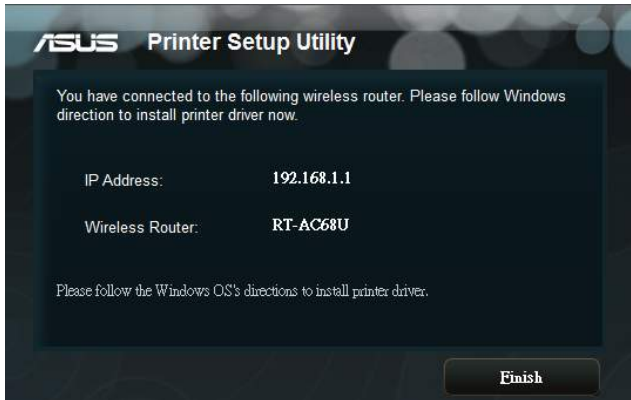 ASUS Printer Setup Utility
You have connected to the following wireless router. Please follow Windows
direction to install printer driver now.
IP Address: 192.168.1.1
Wireless Router: RT-AC68U
Please follow the Windows OS's directions to install printer driver.
Finish